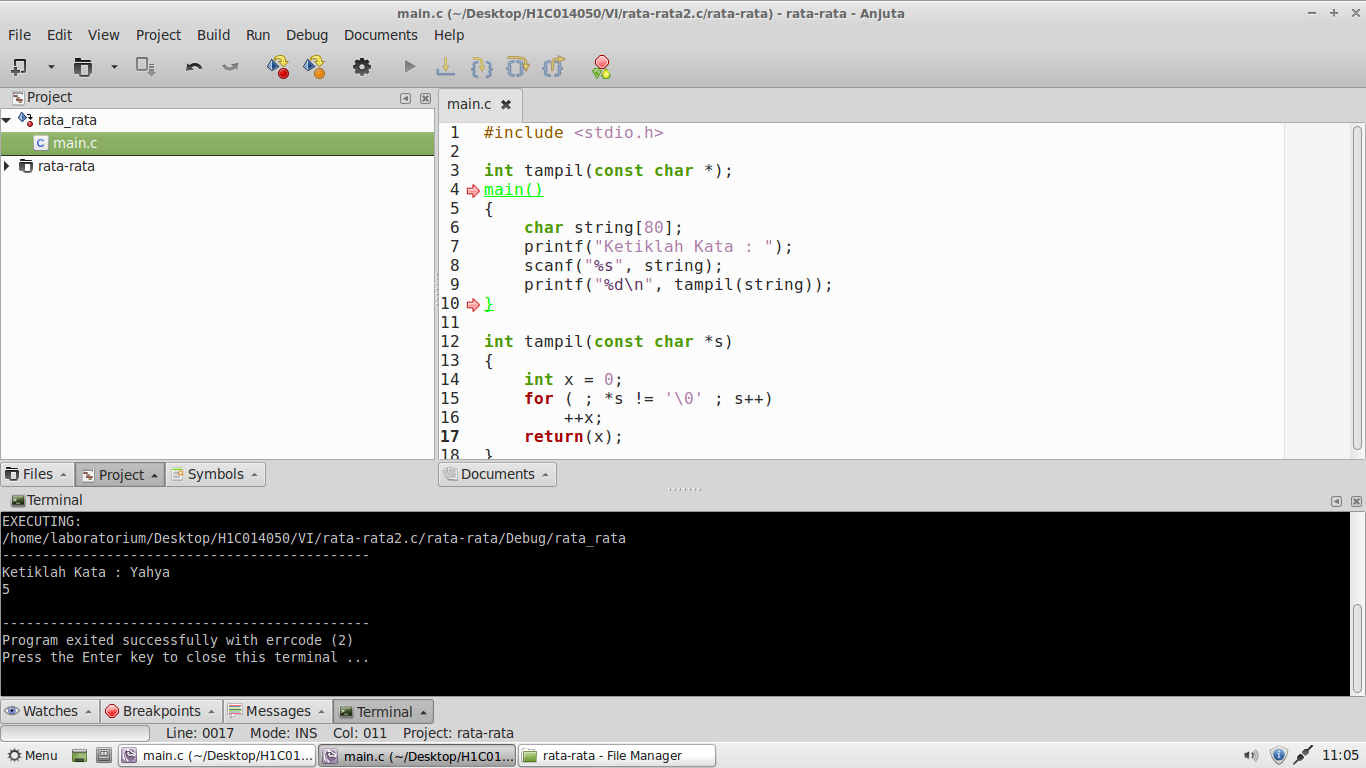 main.c (~/Desktop/H1C014050/VI/rata-rata2.c/rata-rata) - rata-rata - Anjuta
File Edit View Project Build Run Debug Documents Help
Project
rata_rata
main.c
rata-rata
main.c
1 #include <stdio.h>
2
3 int tampil(const char *);
4 main()
5 {
6 char string[80];
7 printf("Ketiklah Kata : ");
8 scanf("%s", string);
9 printf("%d\n", tampil(string));
10 }
11
12 int tampil(const char *s)
13 {
14 int x = 0;
15 for ( ; *s != '\0' ; s++)
16 ++x;
17 return(x);
18 }
Files Project Symbols
Documents
Terminal
EXECUTING:
/home/laboratorium/Desktop/H1C014050/VI/rata-rata2.c/rata-rata/Debug/rata_rata
----------------------------------------------
Ketiklah Kata : Yahya
5
----------------------------------------------
Program exited successfully with errcode (2)
Press the Enter key to close this terminal ...
Watches Breakpoints Messages Terminal
Line: 0017 Mode: INS Col: 011 Project: rata-rata
Menu main.c (~/Desktop/H1C01... main.c (~/Desktop/H1C01... rata-rata - File Manager 11:05